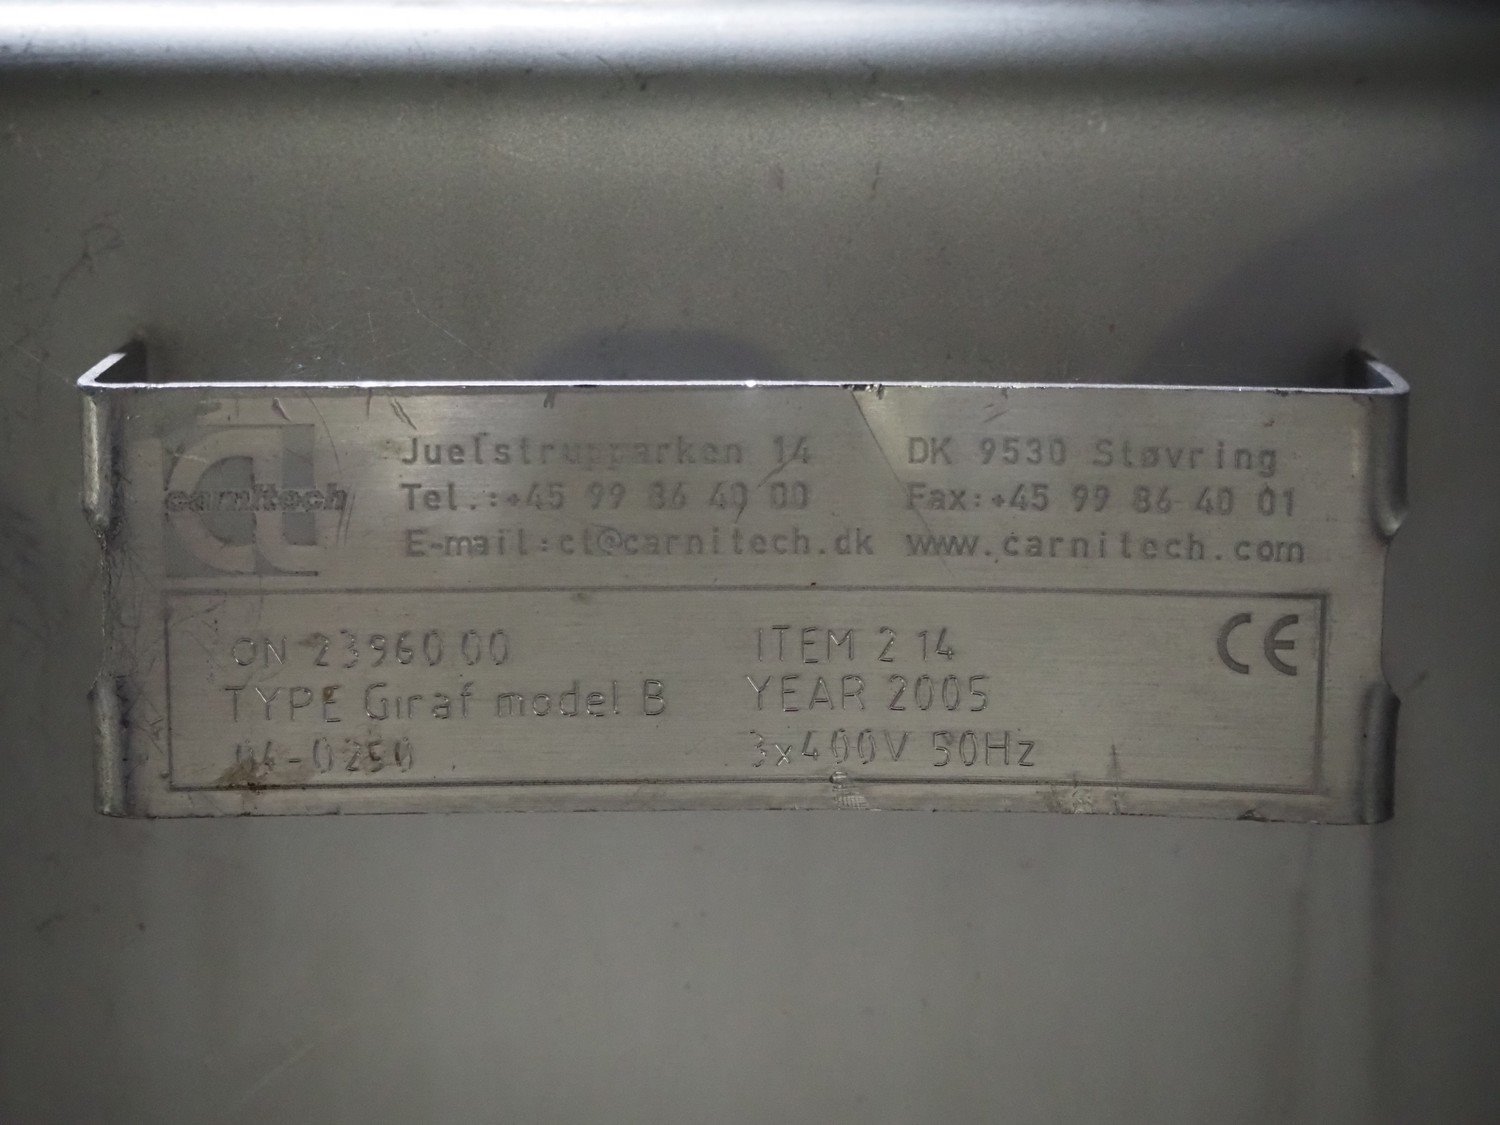 carnitech
Juelstrupparken 14 DK 9530 Støvring
Tel.:+45 99 86 40 00 Fax:+45 99 86 40 01
E-mail:ct@carnitech.dk www.carnitech.com
ON 23960 00 ITEM 2 14 CE
TYPE Giraf model B YEAR 2005
04-0250 3x400V 50Hz